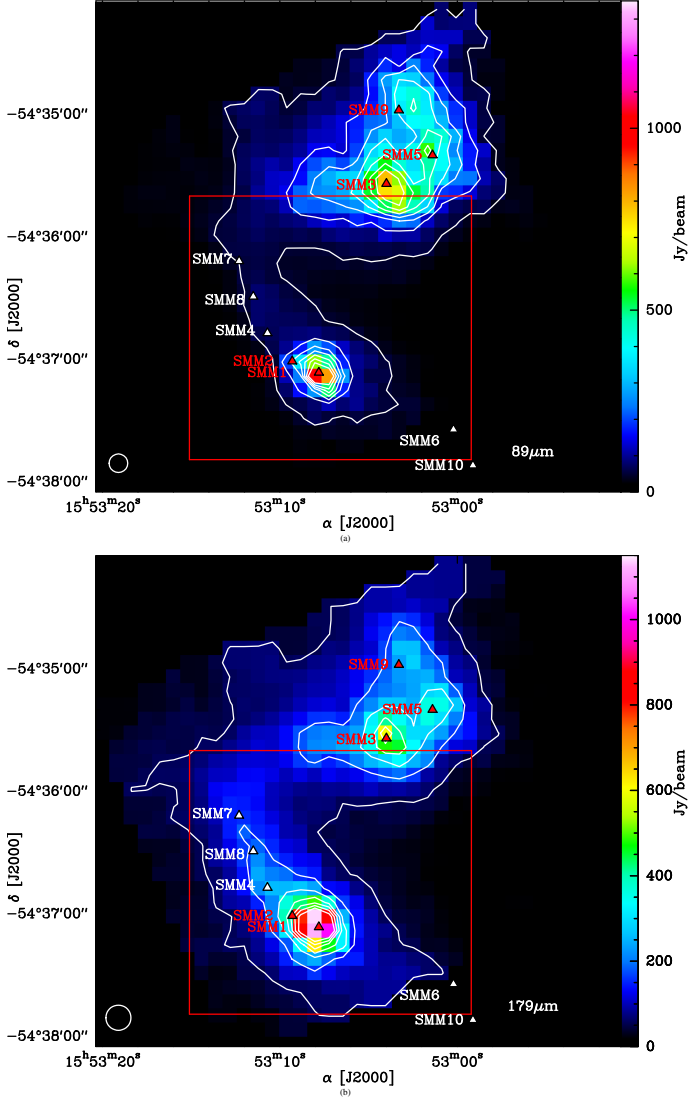 −54°35′00″
−54°36′00″
−54°37′00″
−54°38′00″
δ [J2000]
SMM9
SMM5
SMM3
SMM7
SMM8
SMM4
SMM2
SMM1
SMM6
SMM10
89μm
1000
500
0
Jy/beam
15ʰ53ᵐ20ˢ
53ᵐ10ˢ
53ᵐ00ˢ
α [J2000]
(a)
−54°35′00″
−54°36′00″
−54°37′00″
−54°38′00″
δ [J2000]
SMM9
SMM5
SMM3
SMM7
SMM8
SMM4
SMM2
SMM1
SMM6
SMM10
179μm
1000
800
600
400
200
0
Jy/beam
15ʰ53ᵐ20ˢ
53ᵐ10ˢ
53ᵐ00ˢ
α [J2000]
(b)